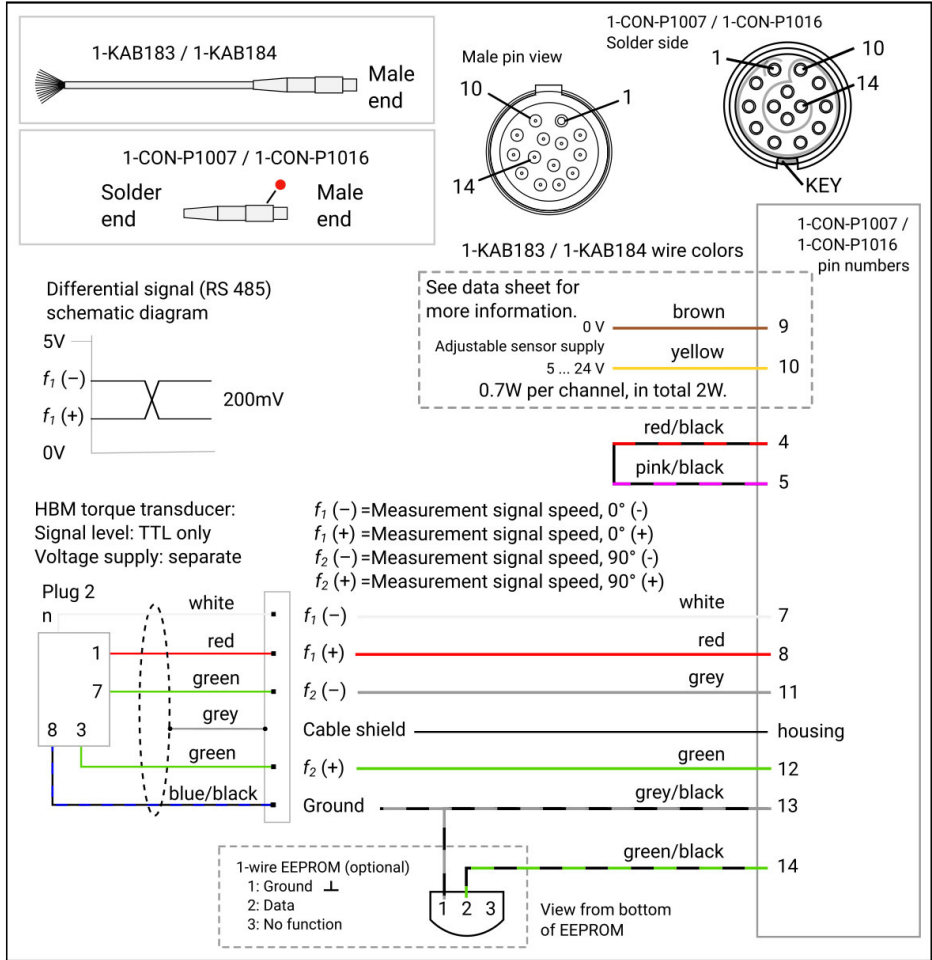 1-KAB183 / 1-KAB184
Male
end
1-CON-P1007 / 1-CON-P1016
Solder
end
Male
end
Male pin view
10
1
14
1-CON-P1007 / 1-CON-P1016
Solder side
1
10
14
KEY
1-CON-P1007 /
1-CON-P1016
pin numbers
1-KAB183 / 1-KAB184 wire colors
Differential signal (RS 485)
schematic diagram
5V
f1 (−)
f1 (+)
0V
200mV
See data sheet for
more information.
0 V
brown
9
Adjustable sensor supply
5 ... 24 V
yellow
10
0.7W per channel, in total 2W.
red/black
4
pink/black
5
HBM torque transducer:
Signal level: TTL only
Voltage supply: separate
f1 (−) =Measurement signal speed, 0° (-)
f1 (+) =Measurement signal speed, 0° (+)
f2 (−) =Measurement signal speed, 90° (-)
f2 (+) =Measurement signal speed, 90° (+)
Plug 2
n
white
f1 (−)
white
7
1
red
f1 (+)
red
8
7
green
f2 (−)
grey
11
grey
Cable shield
housing
8 3
green
f2 (+)
green
12
blue/black
Ground
grey/black
13
green/black
14
1-wire EEPROM (optional)
1: Ground ⊥
2: Data
3: No function
1 2 3
View from bottom
of EEPROM